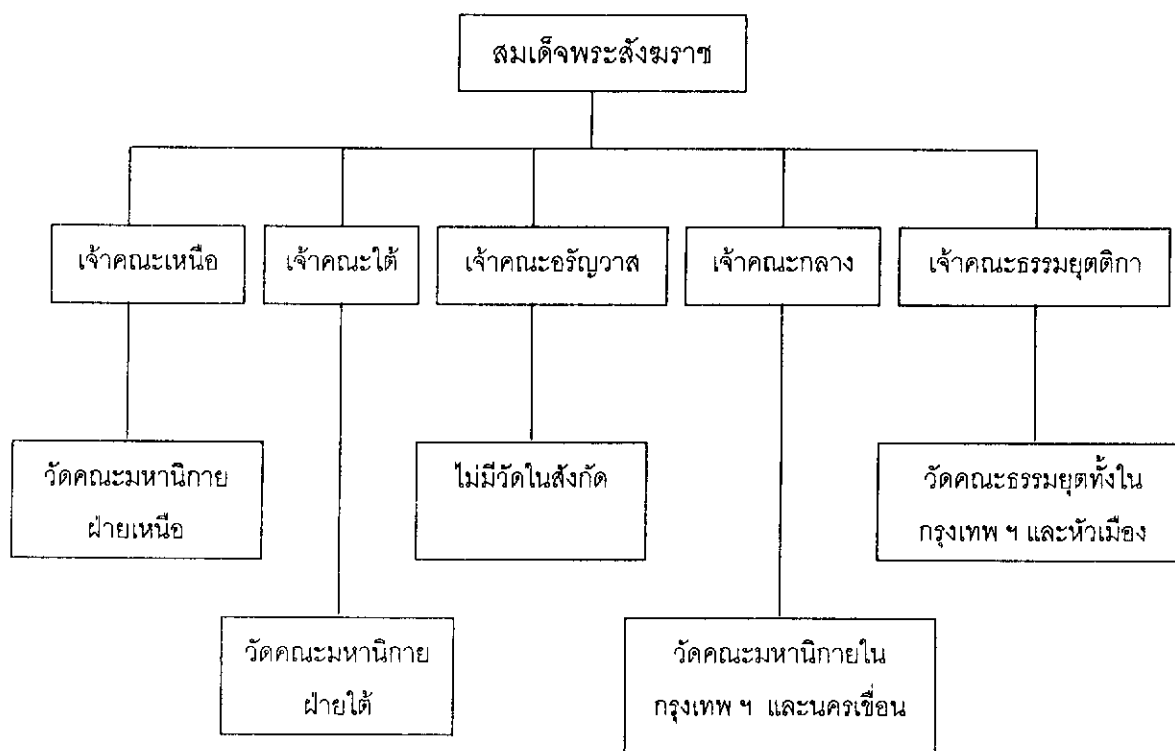 สมเด็จพระสังฆราช
เจ้าคณะเหนือ
เจ้าคณะใต้
เจ้าคณะอรัญวาส
เจ้าคณะกลาง
เจ้าคณะธรรมยุตติกา
วัดคณะมหานิกาย
ฝ่ายเหนือ
ไม่มีวัดในสังกัด
วัดคณะธรรมยุตทั้งใน
กรุงเทพ ฯ และหัวเมือง
วัดคณะมหานิกาย
ฝ่ายใต้
วัดคณะมหานิกายใน
กรุงเทพ ฯ และนครเขื่อน